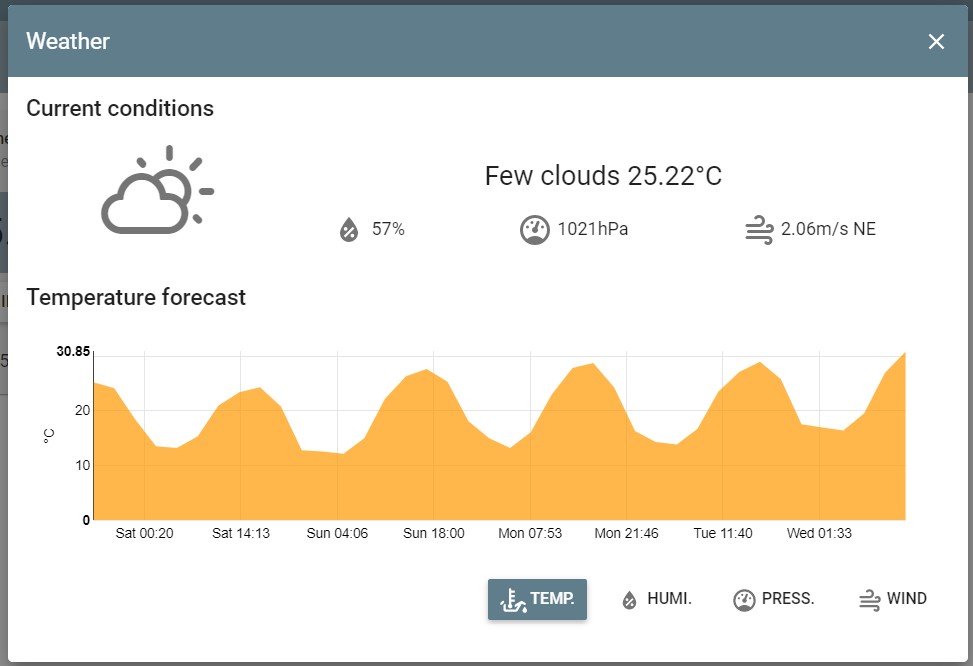 Weather
Current conditions
Few clouds 25.22°C
57% 1021hPa 2.06m/s NE
Temperature forecast
30.85
20
°C
10
0
Sat 00:20 Sat 14:13 Sun 04:06 Sun 18:00 Mon 07:53 Mon 21:46 Tue 11:40 Wed 01:33
TEMP. HUMI. PRESS. WIND